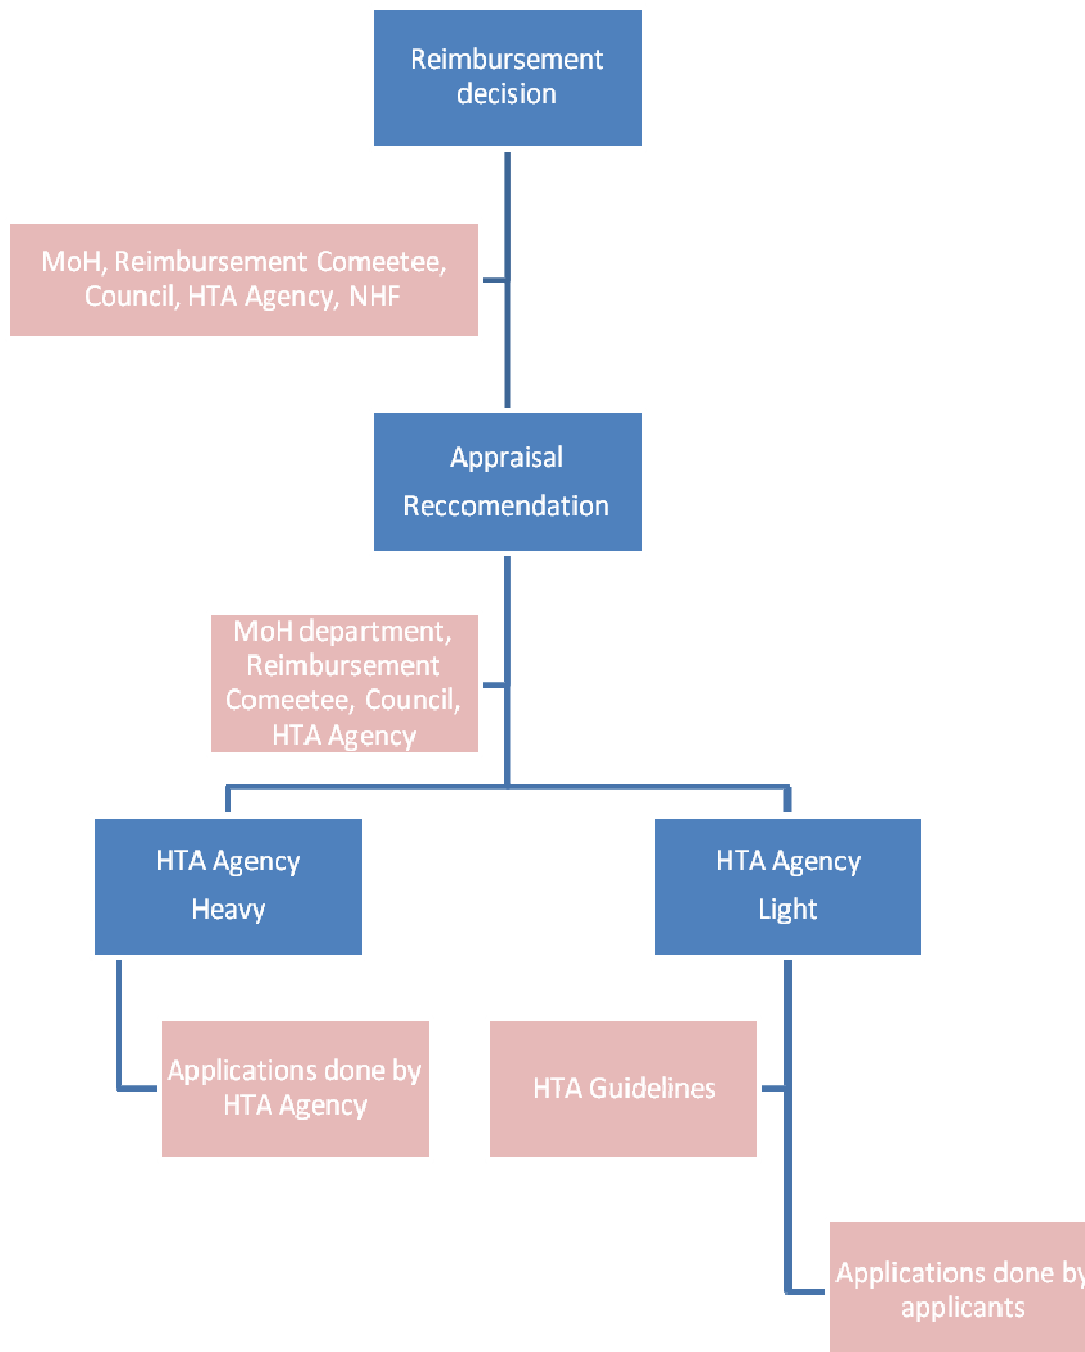 Reimbursement
decision
MoH, Reimbursement Comeetee,
Council, HTA Agency, NHF
Appraisal
Reccomendation
MoH department,
Reimbursement
Comeetee, Council,
HTA Agency
HTA Agency
Heavy
HTA Agency
Light
Applications done by
HTA Agency
HTA Guidelines
Applications done by
applicants